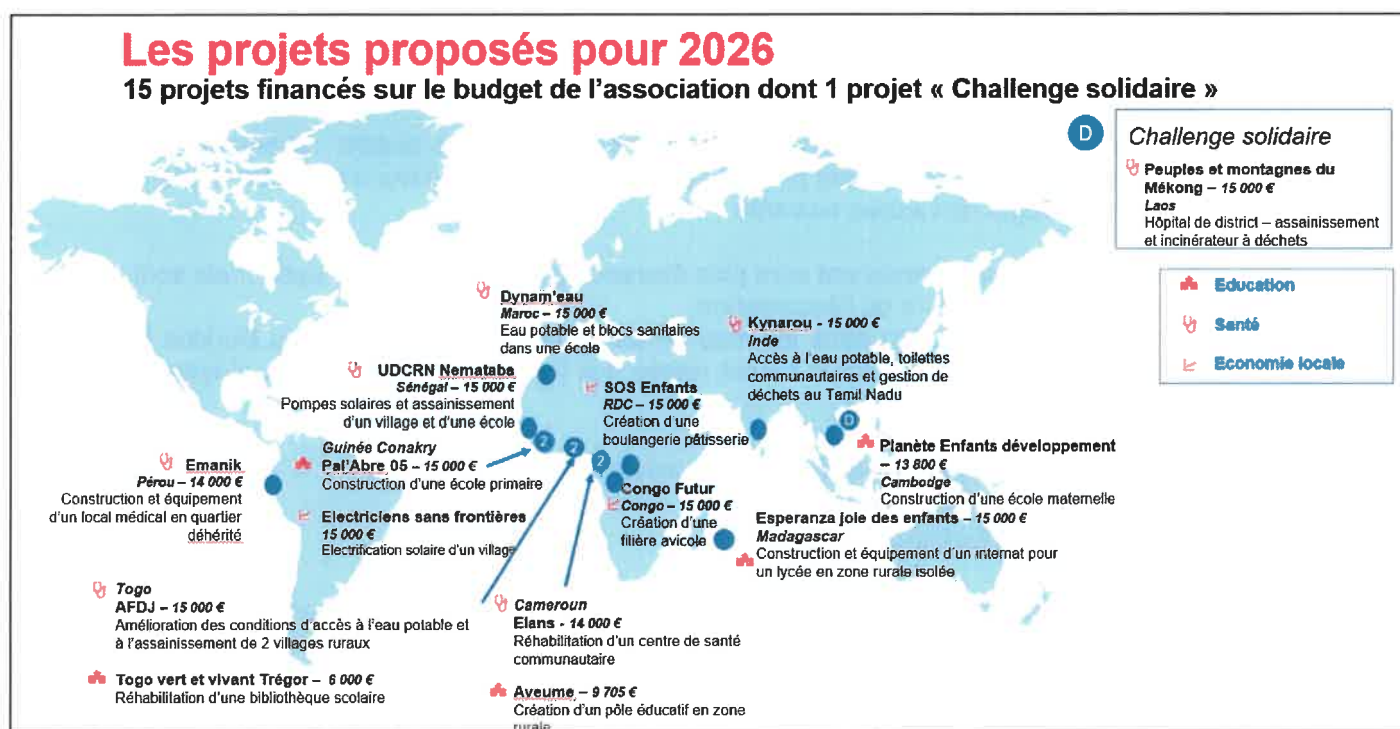 Les projets proposés pour 2026
15 projets financés sur le budget de l'association dont 1 projet « Challenge solidaire »
D
Challenge solidaire
Peuples et montagnes du
Mékong – 15 000 €
Laos
Hôpital de district – assainissement
et incinérateur à déchets
Education
Santé
Economie locale
Dynam'eau
Maroc – 15 000 €
Eau potable et blocs sanitaires
dans une école
Kynarou - 15 000 €
Inde
Accès à l'eau potable, toilettes
communautaires et gestion de
déchets au Tamil Nadu
UDCRN Nemataba
Sénégal – 15 000 €
Pompes solaires et assainissement
d'un village et d'une école
SOS Enfants
RDC – 15 000 €
Création d'une
boulangerie pâtisserie
2
2
2
D
Guinée Conakry
Pal'Abre 05 – 15 000 €
Construction d'une école primaire
Electriciens sans frontières
15 000 €
Electrification solaire d'un village
Emanik
Pérou – 14 000 €
Construction et équipement
d'un local médical en quartier
déhérité
Congo Futur
Congo – 15 000 €
Création d'une
filière avicole
Planète Enfants développement
– 13 800 €
Cambodge
Construction d'une école maternelle
Esperanza joie des enfants – 15 000 €
Madagascar
Construction et équipement d'un internat pour
un lycée en zone rurale isolée
Togo
AFDJ – 15 000 €
Amélioration des conditions d'accès à l'eau potable et
à l'assainissement de 2 villages ruraux
Togo vert et vivant Trégor – 6 000 €
Réhabilitation d'une bibliothèque scolaire
Cameroun
Elans - 14 000 €
Réhabilitation d'un centre de santé
communautaire
Aveume – 9 705 €
Création d'un pôle éducatif en zone
rurale